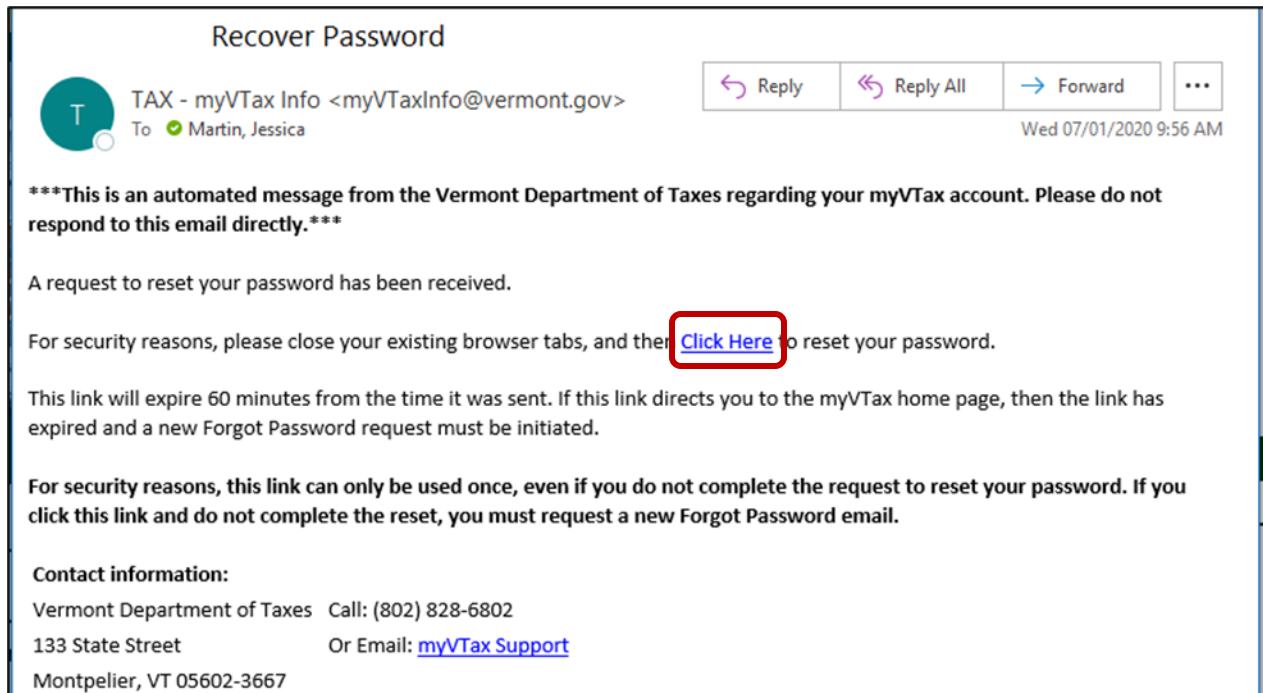 Recover Password
T
TAX - myVTax Info <myVTaxInfo@vermont.gov>
To Martin, Jessica
Reply
Reply All
Forward
...
Wed 07/01/2020 9:56 AM
***This is an automated message from the Vermont Department of Taxes regarding your myVTax account. Please do not
respond to this email directly.***
A request to reset your password has been received.
For security reasons, please close your existing browser tabs, and then Click Here to reset your password.
This link will expire 60 minutes from the time it was sent. If this link directs you to the myVTax home page, then the link has
expired and a new Forgot Password request must be initiated.
For security reasons, this link can only be used once, even if you do not complete the request to reset your password. If you
click this link and do not complete the reset, you must request a new Forgot Password email.
Contact information:
Vermont Department of Taxes Call: (802) 828-6802
133 State Street Or Email: myVTax Support
Montpelier, VT 05602-3667